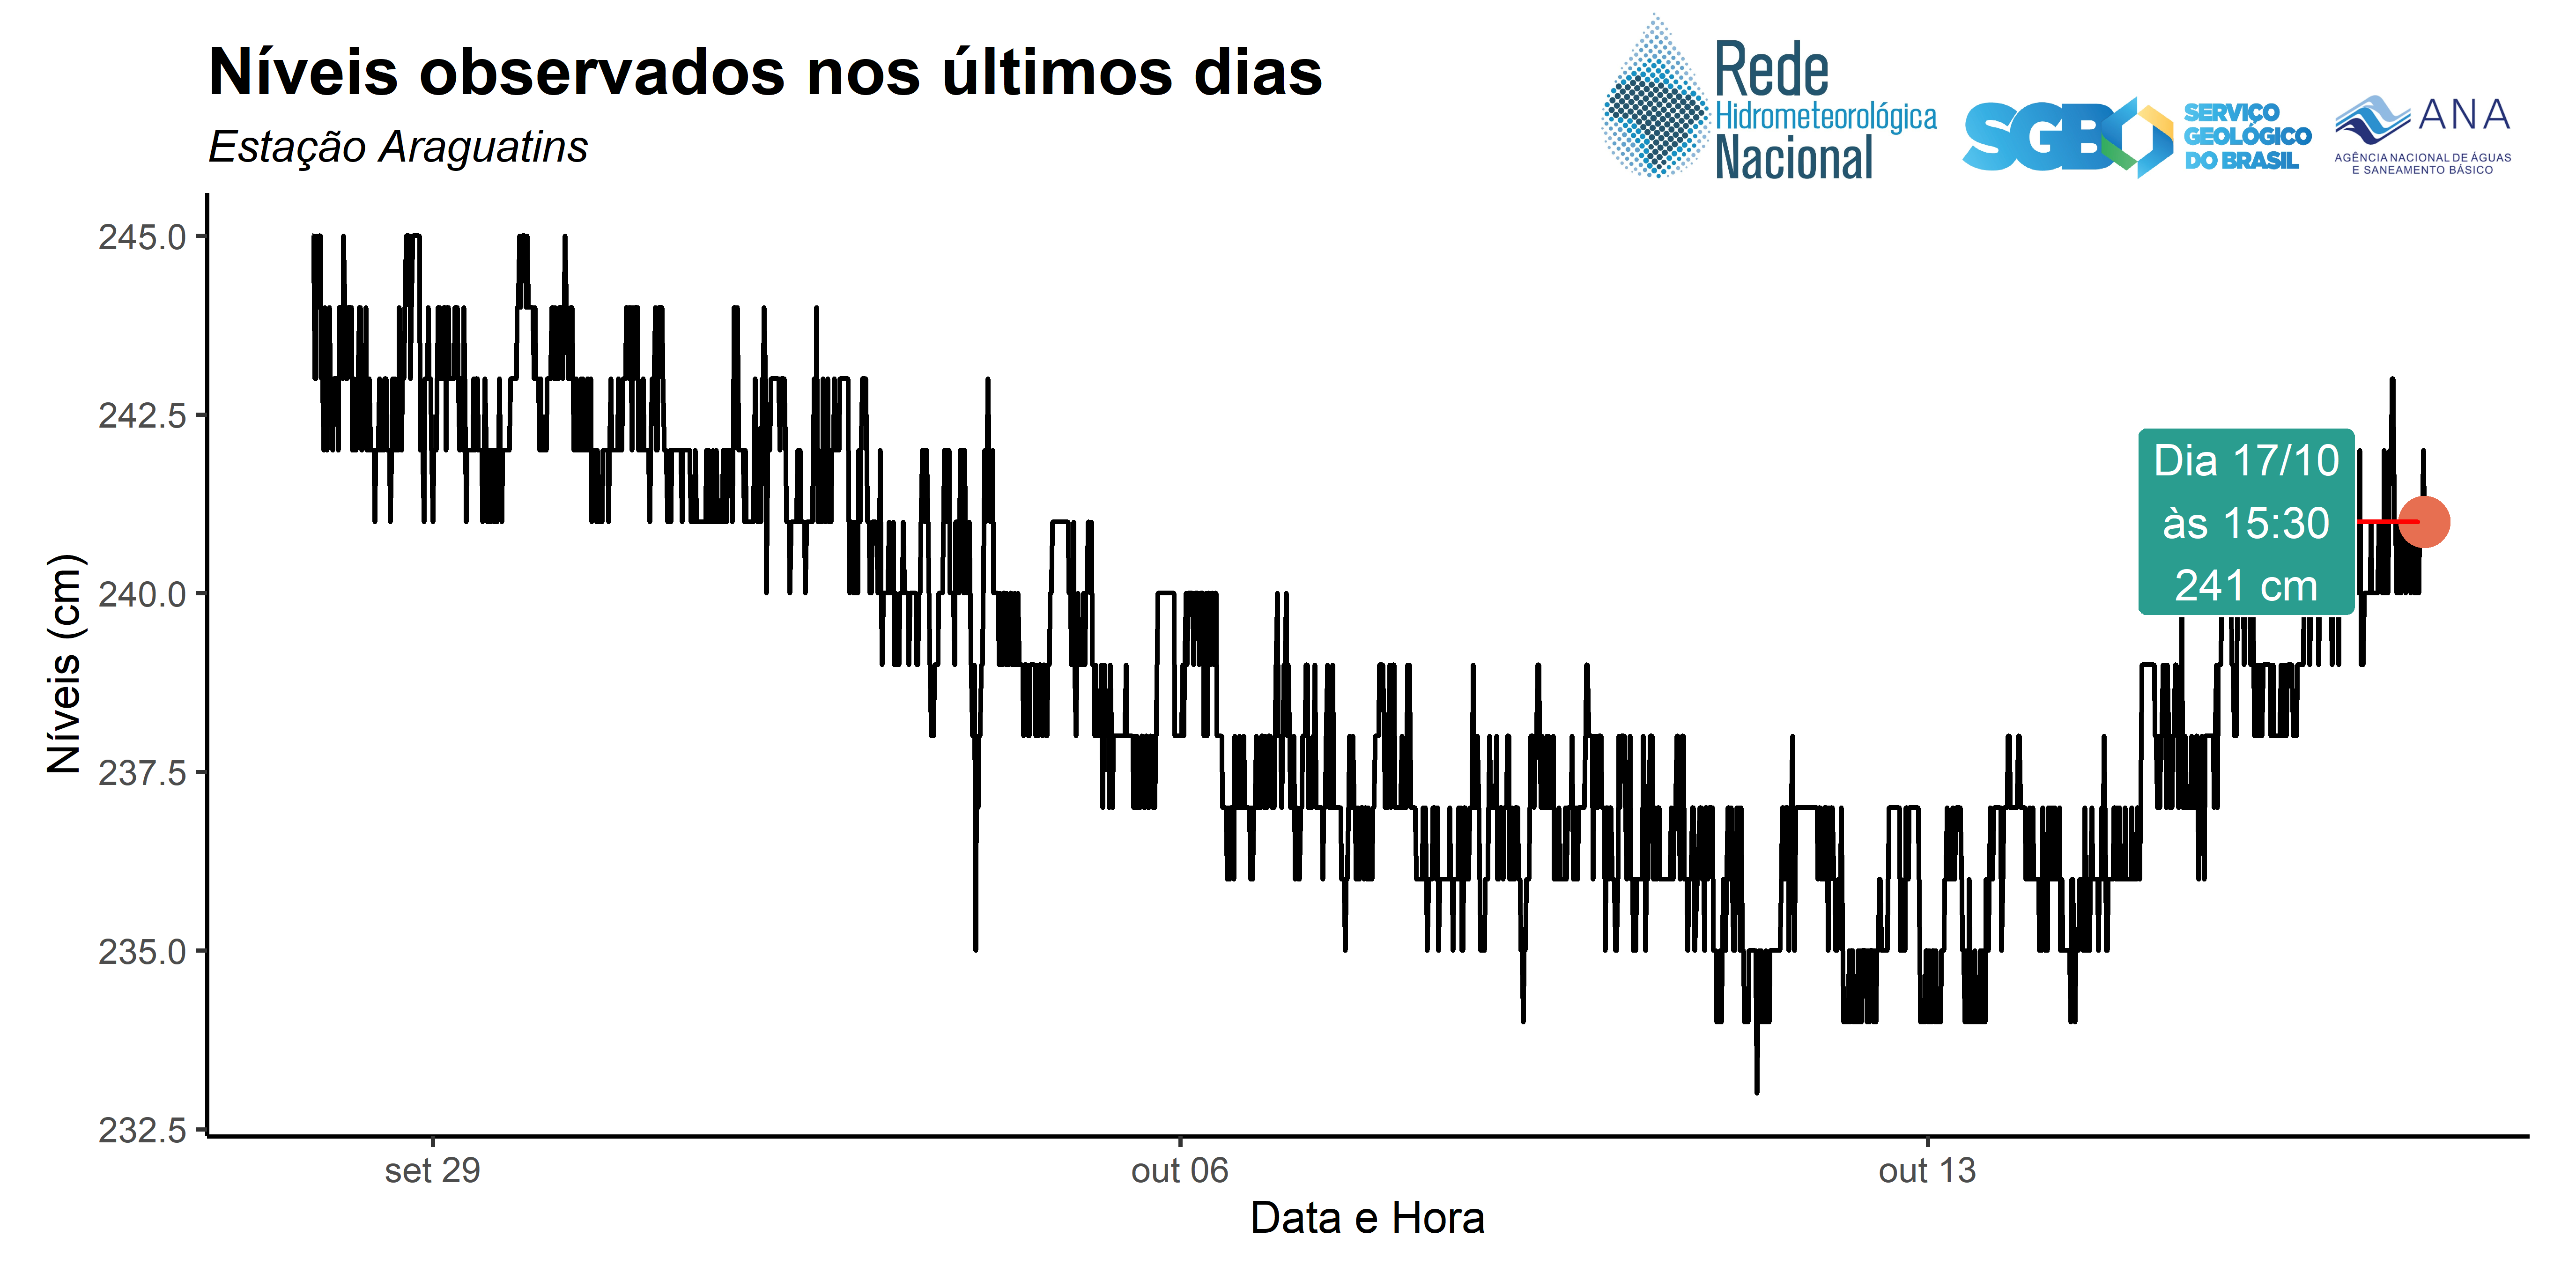 Níveis observados nos últimos dias
Estação Araguatins
Rede
Hidrometeorológica
Nacional
SGB
SERVIÇO
GEOLÓGICO
DO BRASIL
ANA
AGÊNCIA NACIONAL DE ÁGUAS
E SANEAMENTO BÁSICO
Níveis (cm)
245.0
242.5
240.0
237.5
235.0
232.5
Dia 17/10
às 15:30
241 cm
set 29
out 06
out 13
Data e Hora